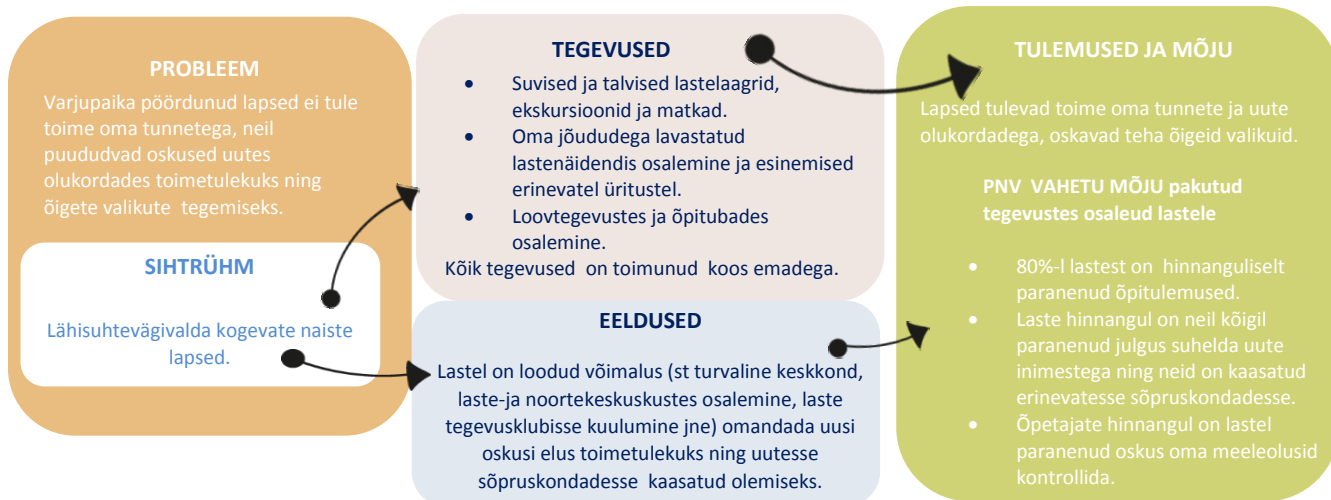 PROBLEEM
Varjupaika pöördunud lapsed ei tule
toime oma tunnetega, neil
puududvad oskused uutes
olukordades toimetulekuks ning
õigete valikute tegemiseks.
SIHTRÜHM
Lähisuhtevägivalda kogevate naiste
lapsed.
TEGEVUSED
• Suvised ja talvised lastelaagrid,
ekskursioonid ja matkad.
• Oma jõududega lavastatud
lastenäidendis osalemine ja esinemised
erinevatel üritustel.
• Loovtegevustes ja õpitubades
osalemine.
Kõik tegevused on toimunud koos emadega.
EELDUSED
Lastel on loodud võimalus (st turvaline keskkond,
laste-ja noortekeskuskustes osalemine, laste
tegevusklubisse kuulumine jne) omandada uusi
oskusi elus toimetulekuks ning uutesse
sõpruskondadesse kaasatud olemiseks.
TULEMUSED JA MÕJU
Lapsed tulevad toime oma tunnete ja uute
olukordadega, oskavad teha õigeid valikuid.
PNV VAHETU MÕJU pakutud
tegevustes osaleud lastele
• 80%-l lastest on hinnanguliselt
paranenud õpitulemused.
• Laste hinnangul on neil kõigil
paranenud julgus suhelda uute
inimestega ning neid on kaasatud
erinevatesse sõpruskondadesse.
• Õpetajate hinnangul on lastel
paranenud oskus oma meeleolusid
kontrollida.